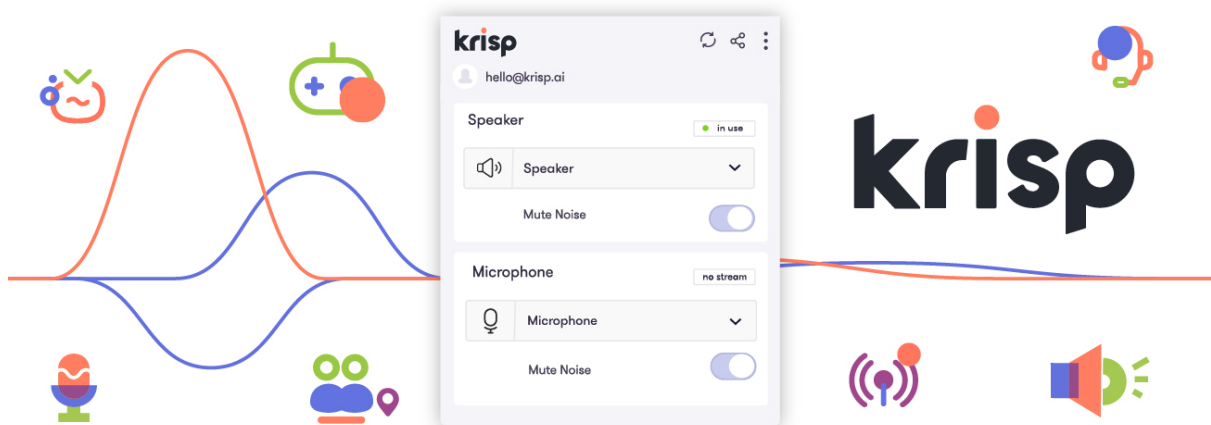 krisp
hello@krisp.ai
Speaker
in use
Speaker
Mute Noise
Microphone
no stream
Microphone
Mute Noise
krisp